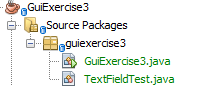 GuiExercise3
Source Packages
guiexercise3
GuiExercise3.java
TextFieldTest.java